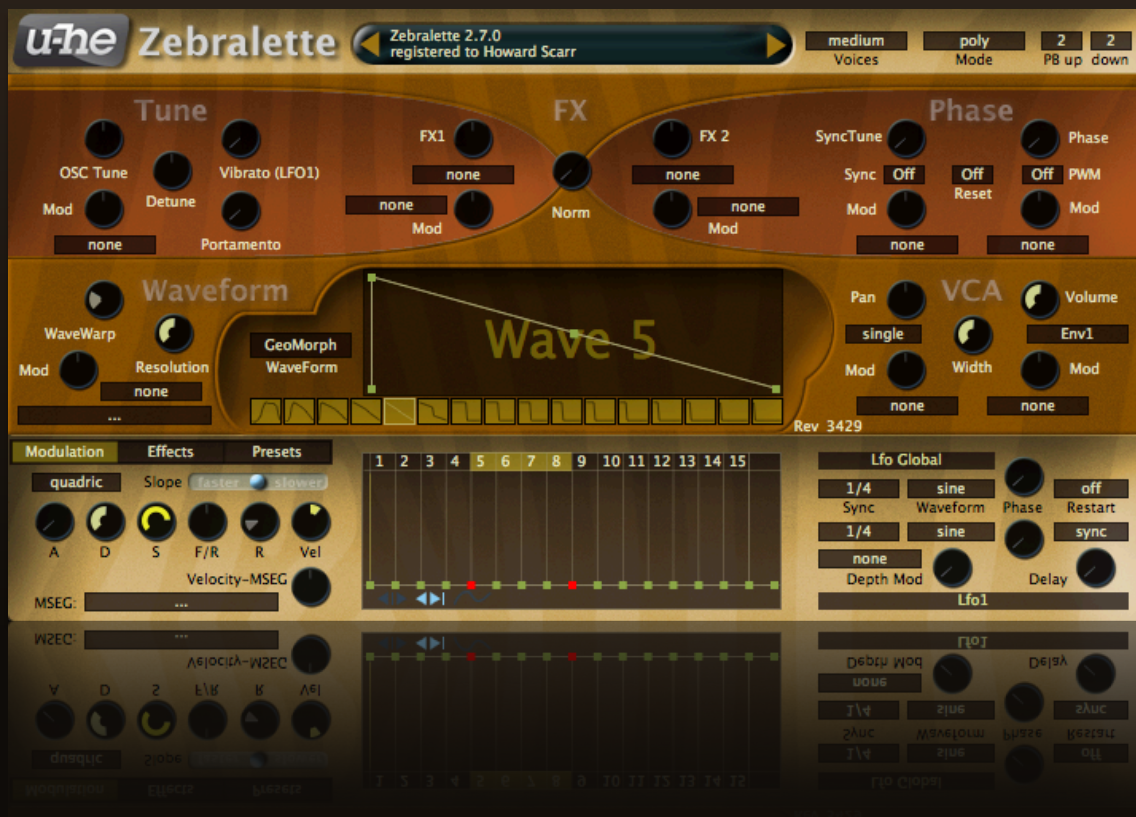 u-he Zebralette
Zebralette 2.7.0
registered to Howard Scarr
medium
Voices
poly
Mode
2 2
PB up down
Tune
OSC Tune
Vibrato (LFO1)
Detune
Mod
none
Portamento
FX
FX1
none
none
Mod
Norm
FX 2
none
none
Mod
Phase
SyncTune
Phase
Sync Off
Off
Reset
Off PWM
Mod
Mod
none
none
Waveform
WaveWarp
Mod
Resolution
none
...
GeoMorph
WaveForm
Wave 5
VCA
Pan
Volume
single
Env1
Mod
Width
Mod
none
none
Rev 3429
Modulation Effects Presets
quadric
Slope faster slower
A D S F/R R Vel
Velocity-MSEG
MSEG: ...
1 2 3 4 5 6 7 8 9 10 11 12 13 14 15
Lfo Global
1/4 sine off
Sync Waveform Phase Restart
1/4 sine sync
none
Depth Mod
Delay
Lfo1